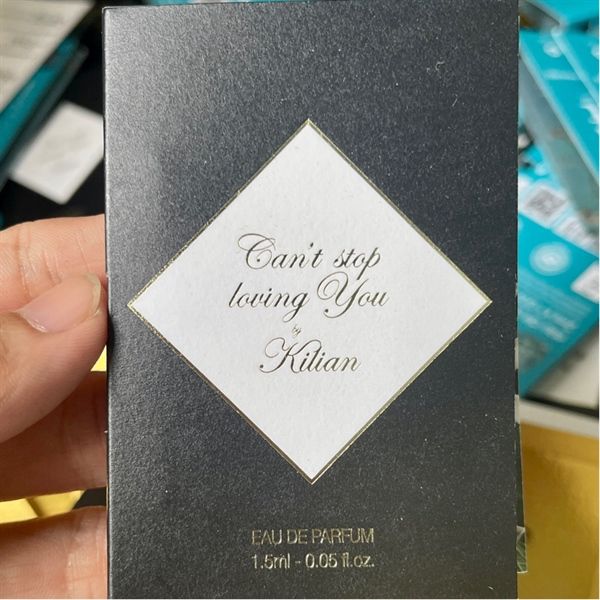 Can't stop
loving You
by
Kilian
EAU DE PARFUM
1.5ml - 0.05 fl.oz.